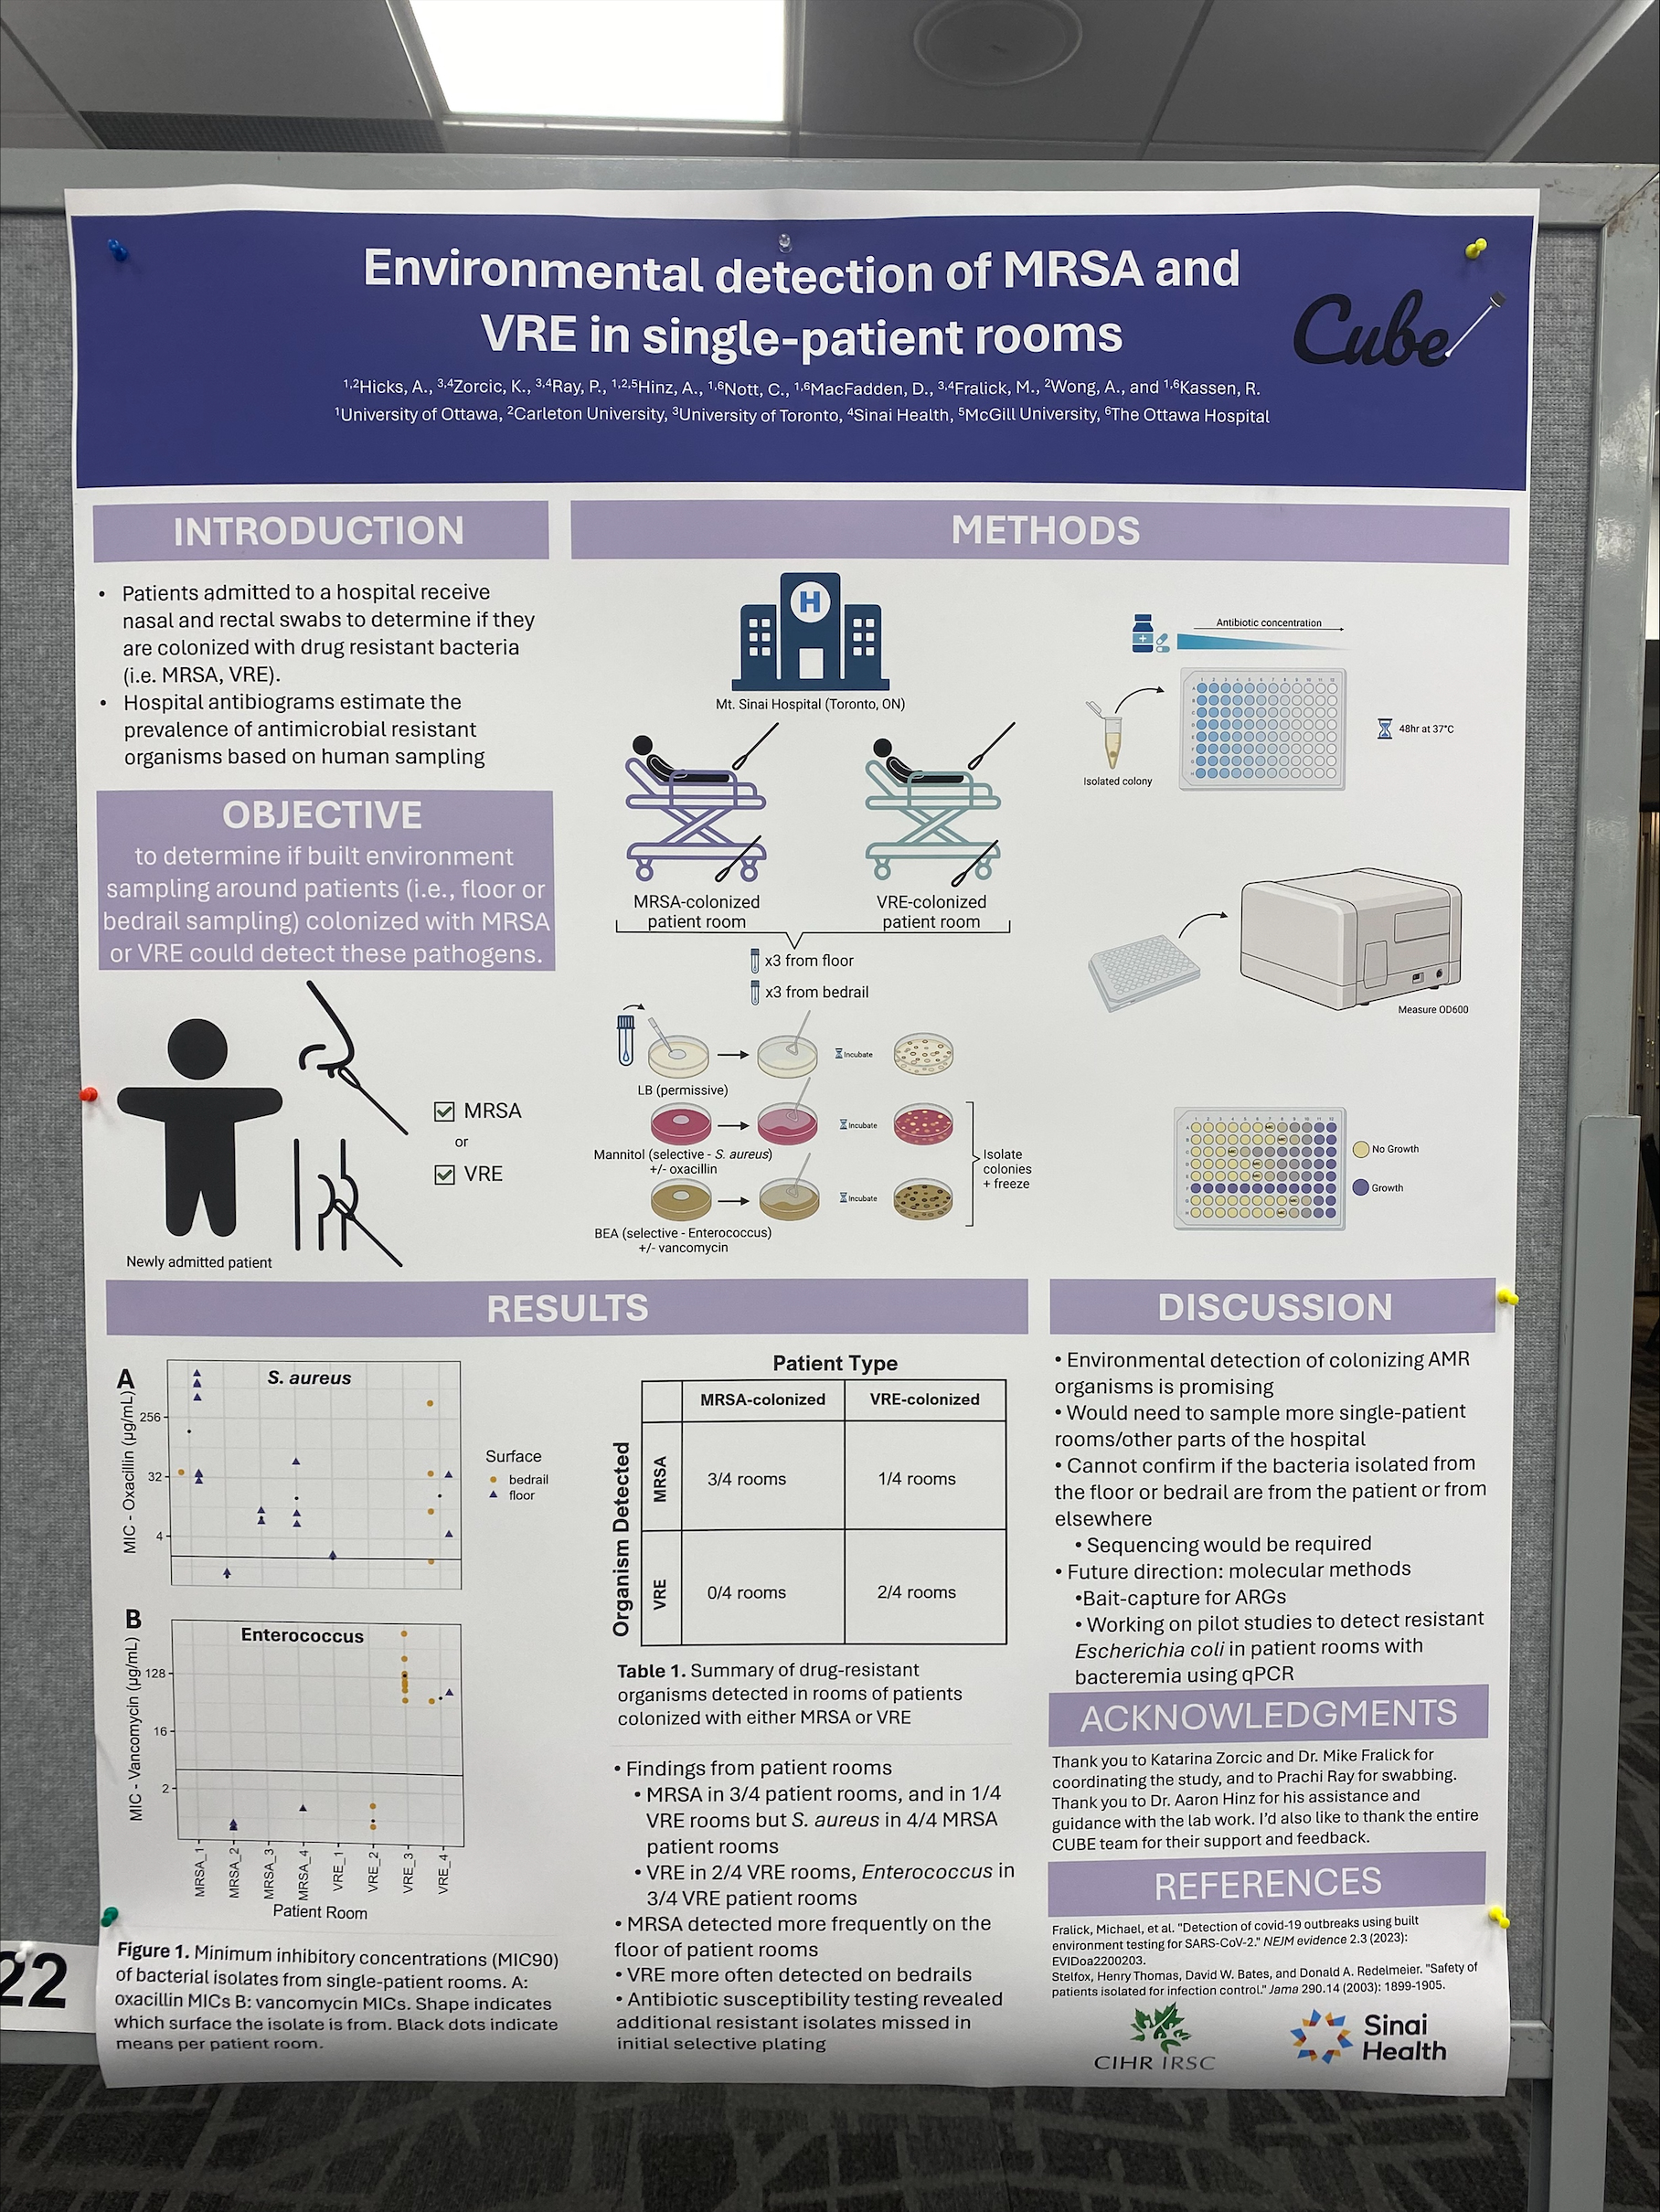 Environmental detection of MRSA and
VRE in single-patient rooms
Cube
1,2Hicks, A., 3,4Zorcic, K., 3,4Ray, P., 1,2,5Hinz, A., 1,6Nott, C., 1,6MacFadden, D., 3,4Fralick, M., 2Wong, A., and 1,6Kassen, R.
1University of Ottawa, 2Carleton University, 3University of Toronto, 4Sinai Health, 5McGill University, 6The Ottawa Hospital
INTRODUCTION
• Patients admitted to a hospital receive
nasal and rectal swabs to determine if they
are colonized with drug resistant bacteria
(i.e. MRSA, VRE).
• Hospital antibiograms estimate the
prevalence of antimicrobial resistant
organisms based on human sampling
OBJECTIVE
to determine if built environment
sampling around patients (i.e., floor or
bedrail sampling) colonized with MRSA
or VRE could detect these pathogens.
MRSA
or
VRE
Newly admitted patient
METHODS
H
Mt. Sinai Hospital (Toronto, ON)
MRSA-colonized
patient room
VRE-colonized
patient room
x3 from floor
x3 from bedrail
Incubate
LB (permissive)
Incubate
Mannitol (selective - S. aureus)
+/- oxacillin
Incubate
BEA (selective - Enterococcus)
+/- vancomycin
Isolate
colonies
+ freeze
Antibiotic concentration
Isolated colony
48hr at 37°C
Measure OD600
No Growth
Growth
RESULTS
A
S. aureus
MIC - Oxacillin (µg/mL)
256
32
4
Surface
bedrail
floor
B
Enterococcus
MIC - Vancomycin (µg/mL)
128
16
2
MRSA_1
MRSA_2
MRSA_3
MRSA_4
VRE_1
VRE_2
VRE_3
VRE_4
Patient Room
Figure 1. Minimum inhibitory concentrations (MIC90)
of bacterial isolates from single-patient rooms. A:
oxacillin MICs B: vancomycin MICs. Shape indicates
which surface the isolate is from. Black dots indicate
means per patient room.
Patient Type
MRSA-colonized VRE-colonized
Organism Detected
MRSA 3/4 rooms 1/4 rooms
VRE 0/4 rooms 2/4 rooms
Table 1. Summary of drug-resistant
organisms detected in rooms of patients
colonized with either MRSA or VRE
• Findings from patient rooms
• MRSA in 3/4 patient rooms, and in 1/4
VRE rooms but S. aureus in 4/4 MRSA
patient rooms
• VRE in 2/4 VRE rooms, Enterococcus in
3/4 VRE patient rooms
• MRSA detected more frequently on the
floor of patient rooms
• VRE more often detected on bedrails
• Antibiotic susceptibility testing revealed
additional resistant isolates missed in
initial selective plating
DISCUSSION
• Environmental detection of colonizing AMR
organisms is promising
• Would need to sample more single-patient
rooms/other parts of the hospital
• Cannot confirm if the bacteria isolated from
the floor or bedrail are from the patient or from
elsewhere
• Sequencing would be required
• Future direction: molecular methods
•Bait-capture for ARGs
• Working on pilot studies to detect resistant
Escherichia coli in patient rooms with
bacteremia using qPCR
ACKNOWLEDGMENTS
Thank you to Katarina Zorcic and Dr. Mike Fralick for
coordinating the study, and to Prachi Ray for swabbing.
Thank you to Dr. Aaron Hinz for his assistance and
guidance with the lab work. I'd also like to thank the entire
CUBE team for their support and feedback.
REFERENCES
Fralick, Michael, et al. "Detection of covid-19 outbreaks using built
environment testing for SARS-CoV-2." NEJM evidence 2.3 (2023):
EVIDoa2200203.
Stelfox, Henry Thomas, David W. Bates, and Donald A. Redelmeier. "Safety of
patients isolated for infection control." Jama 290.14 (2003): 1899-1905.
CIHR IRSC
Sinai
Health
22